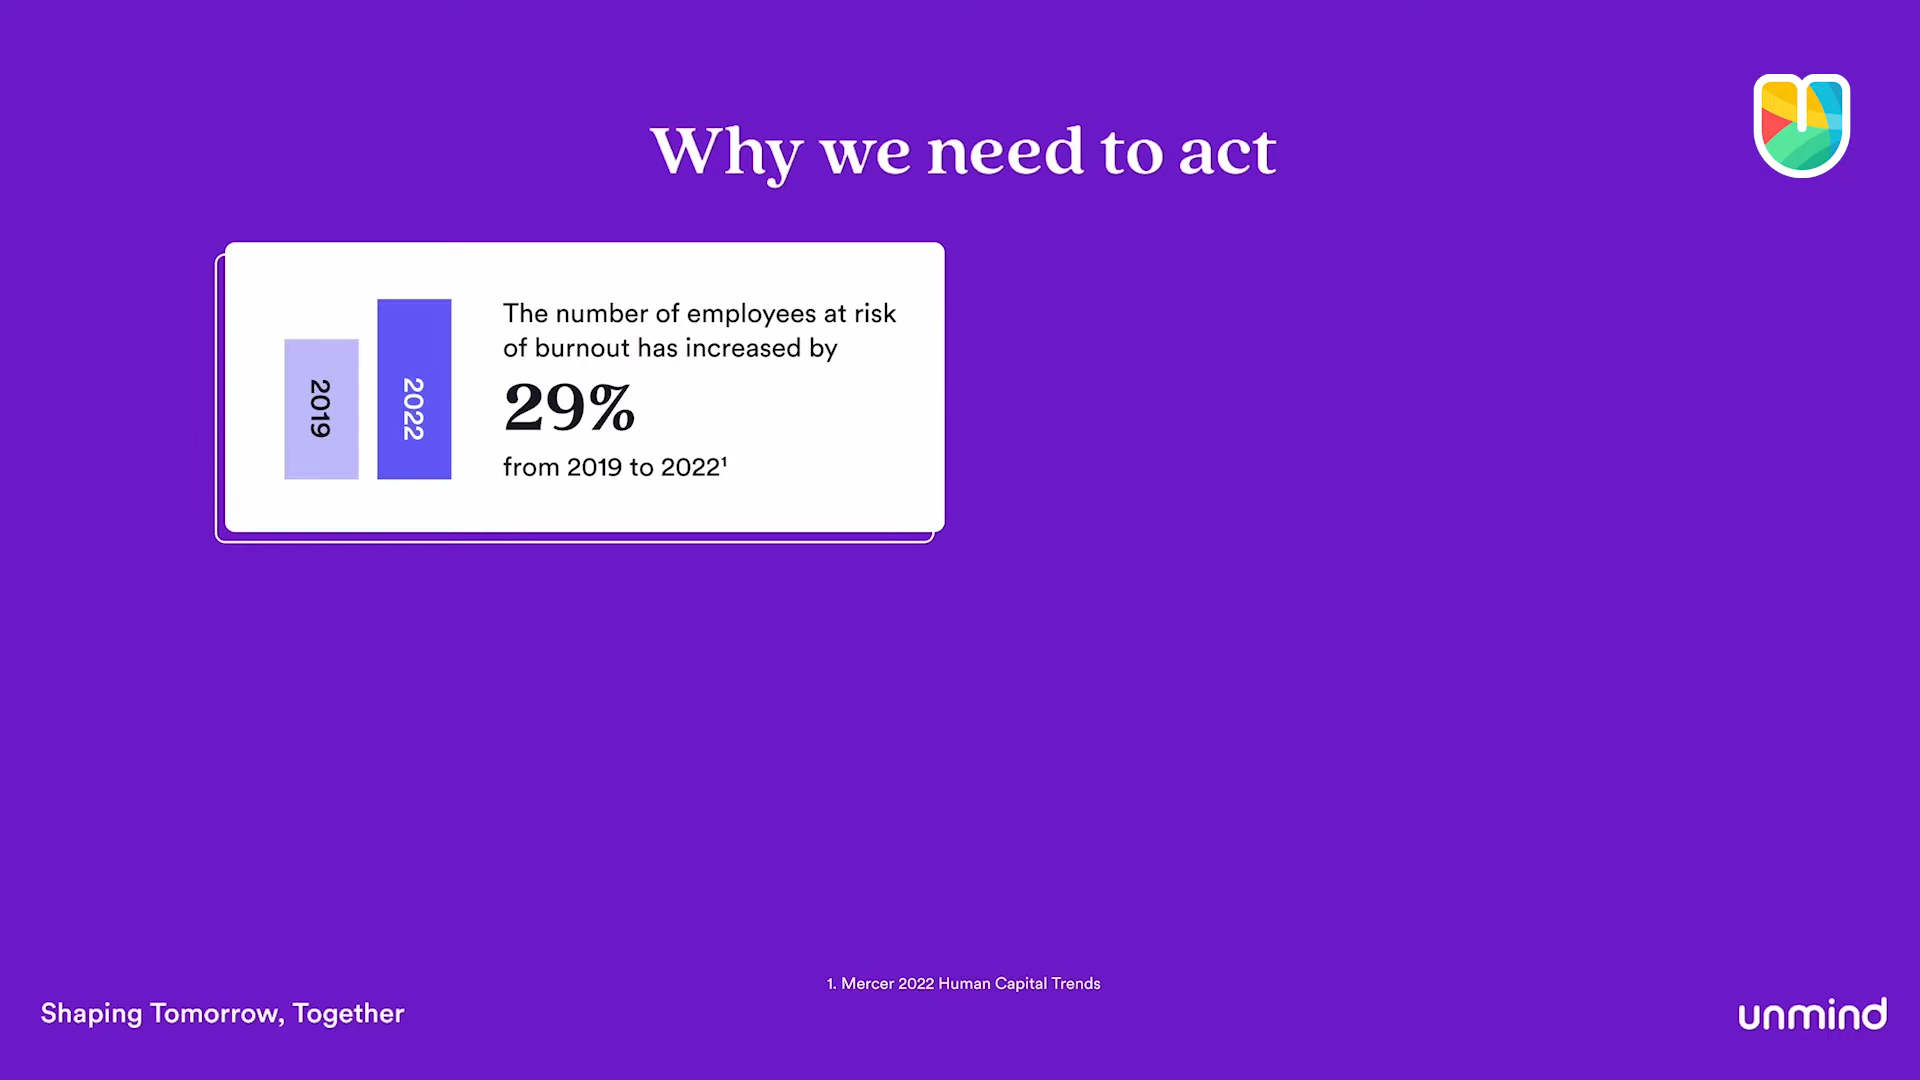 Why we need to act
2019
2022
The number of employees at risk
of burnout has increased by
29%
from 2019 to 2022¹
1. Mercer 2022 Human Capital Trends
Shaping Tomorrow, Together
unmind